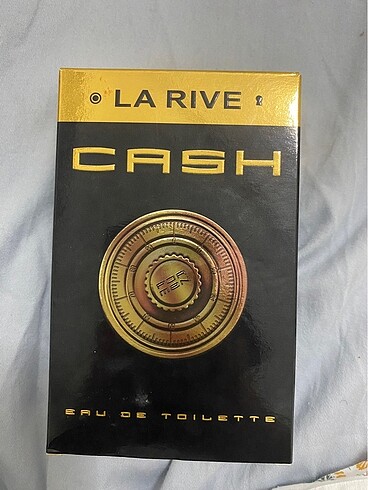 LA RIVE
CASH
FOR
MEN
EAU DE TOILETTE